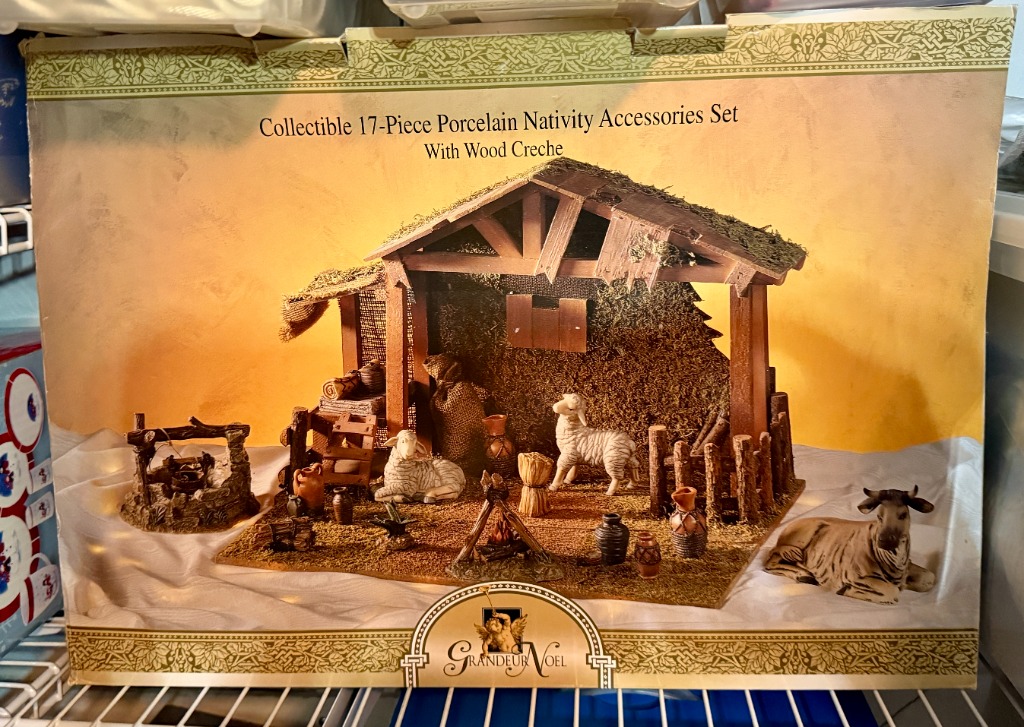 Collectible 17-Piece Porcelain Nativity Accessories Set
With Wood Creche
GRANDEUR NOEL